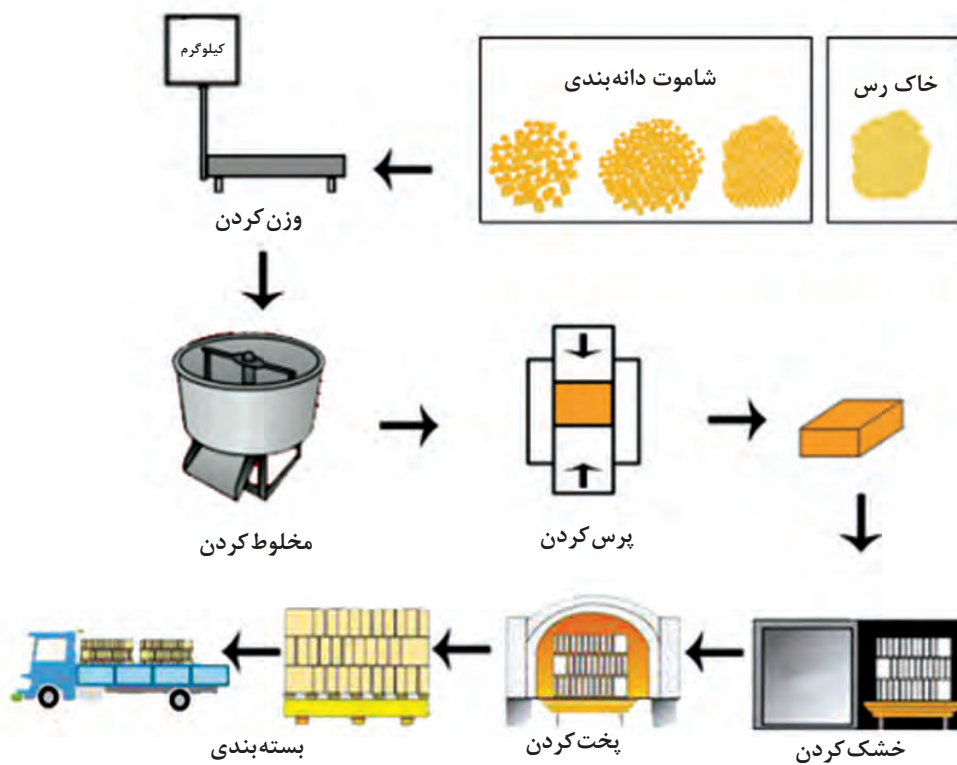 خاک رس
شاموت دانه‌بندی
کیلوگرم
وزن کردن
مخلوط کردن
پرس کردن
خشک کردن
پخت کردن
بسته‌بندی